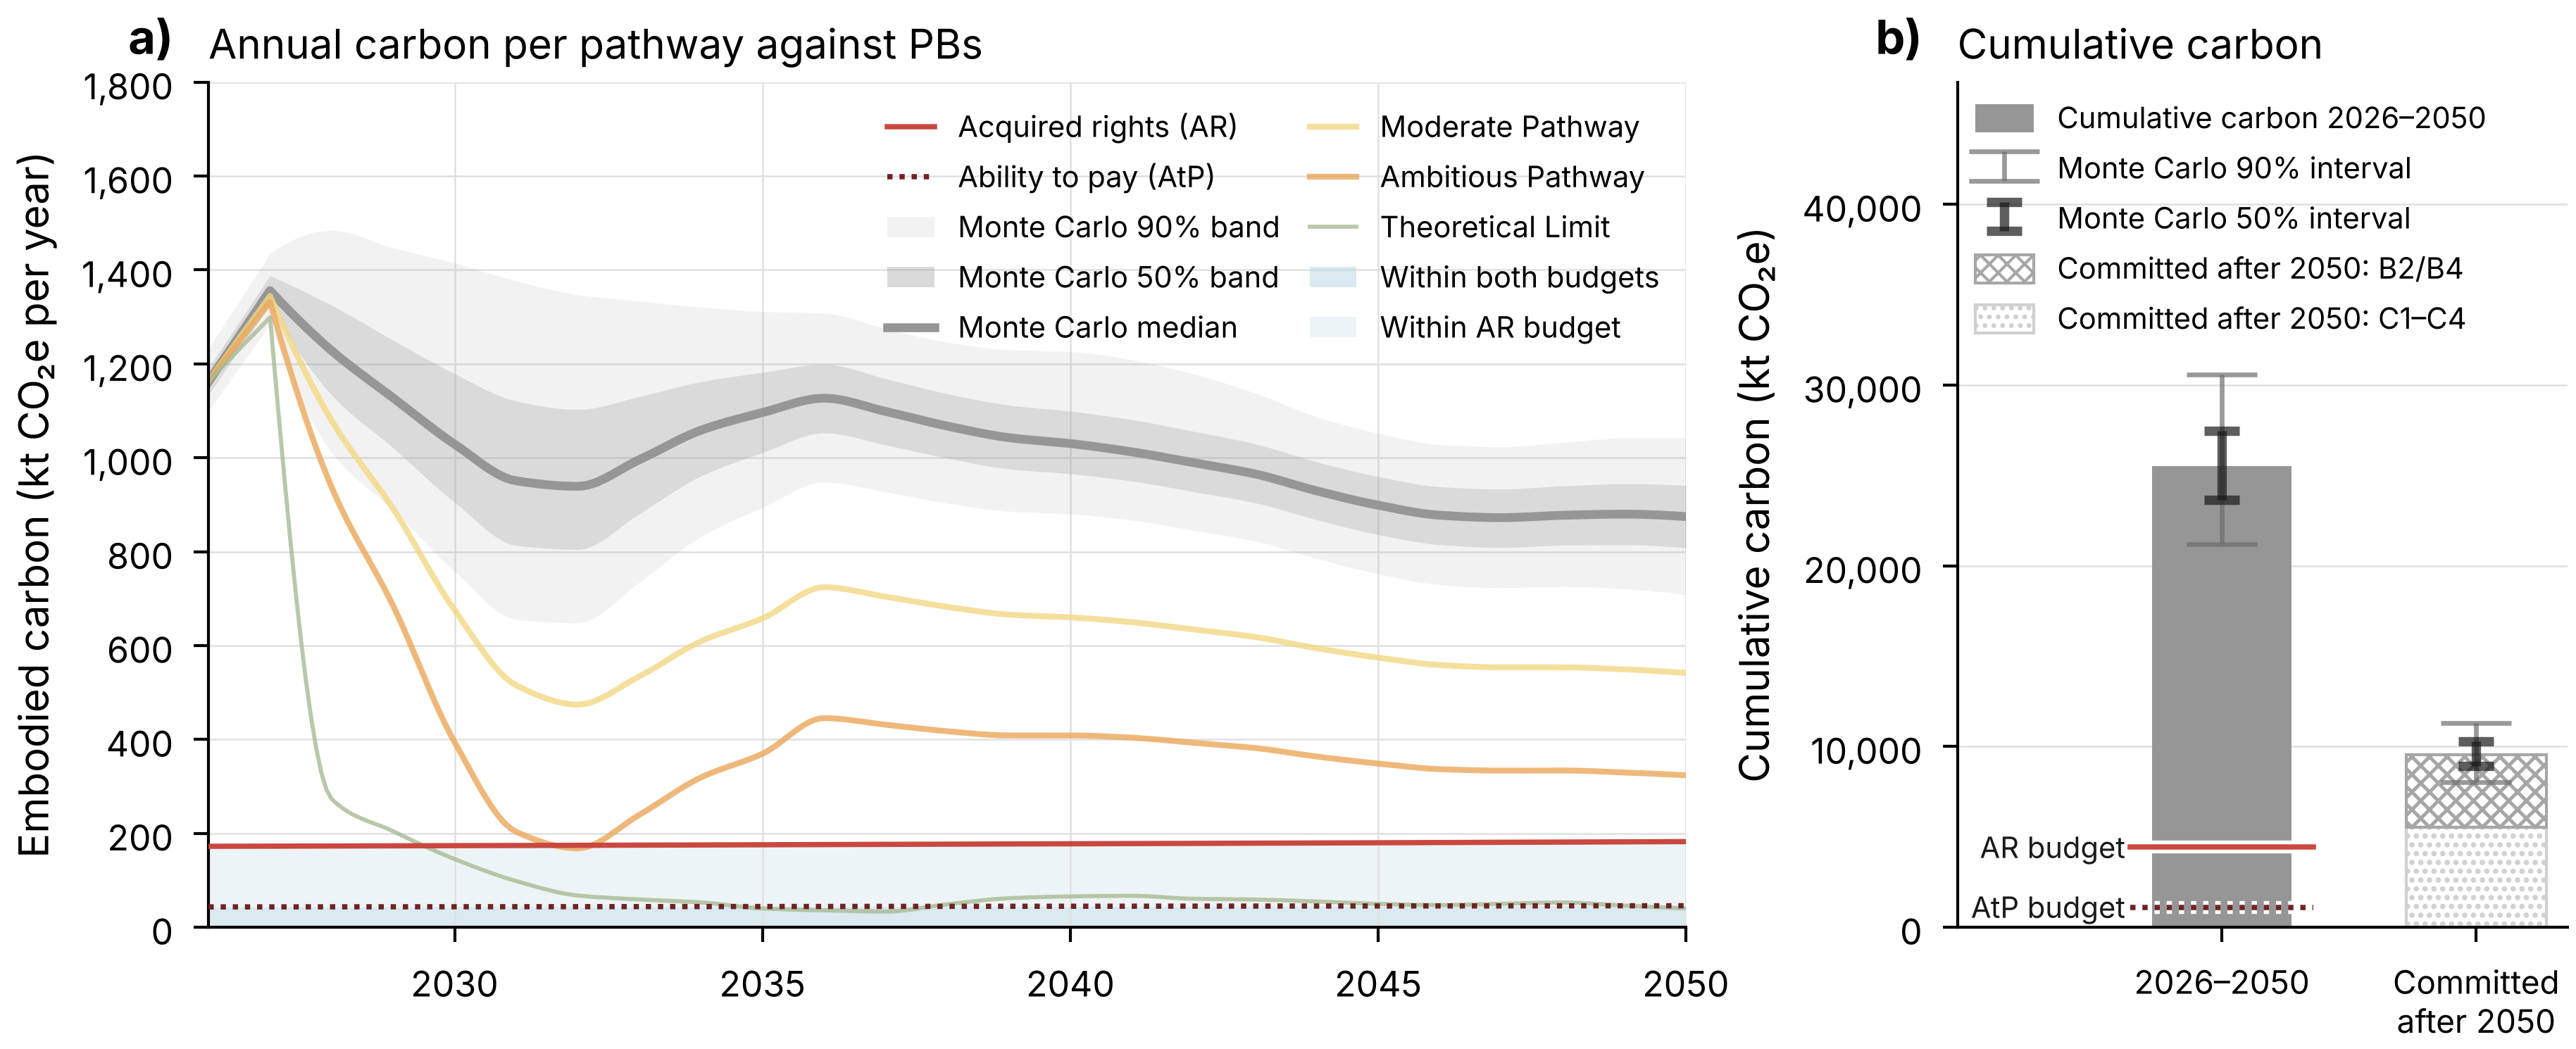 a) Annual carbon per pathway against PBs
Embodied carbon (kt CO₂e per year)
1,800
1,600
1,400
1,200
1,000
800
600
400
200
0
2030
2035
2040
2045
2050
Acquired rights (AR)
Ability to pay (AtP)
Monte Carlo 90% band
Monte Carlo 50% band
Monte Carlo median
Moderate Pathway
Ambitious Pathway
Theoretical Limit
Within both budgets
Within AR budget
b) Cumulative carbon
Cumulative carbon (kt CO₂e)
40,000
30,000
20,000
10,000
0
Cumulative carbon 2026–2050
Monte Carlo 90% interval
Monte Carlo 50% interval
Committed after 2050: B2/B4
Committed after 2050: C1–C4
AR budget
AtP budget
2026–2050
Committed
after 2050